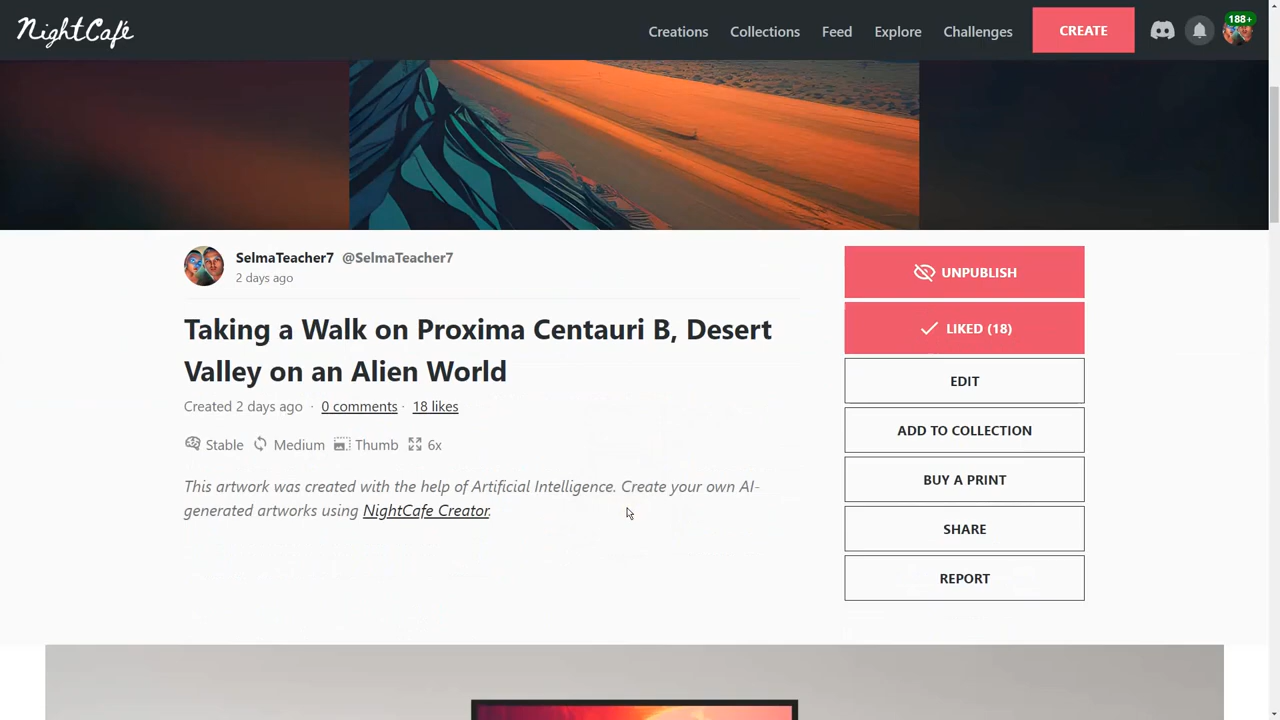 NightCafé
Creations Collections Feed Explore Challenges CREATE 188+
SelmaTeacher7 @SelmaTeacher7
2 days ago
UNPUBLISH
Taking a Walk on Proxima Centauri B, Desert
Valley on an Alien World
LIKED (18)
Created 2 days ago · 0 comments · 18 likes
EDIT
ADD TO COLLECTION
Stable Medium Thumb 6x
BUY A PRINT
This artwork was created with the help of Artificial Intelligence. Create your own AI-
generated artworks using NightCafe Creator.
SHARE
REPORT